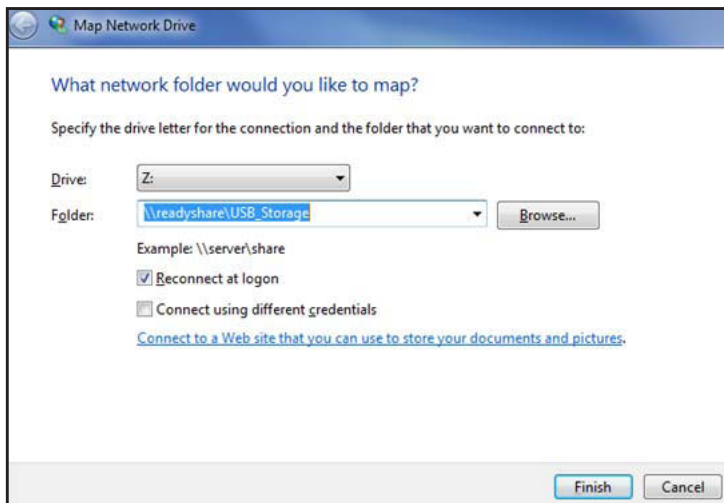 Map Network Drive
What network folder would you like to map?
Specify the drive letter for the connection and the folder that you want to connect to:
Drive: Z:
Folder: \\readyshare\USB_Storage Browse...
Example: \\server\share
Reconnect at logon
Connect using different credentials
Connect to a Web site that you can use to store your documents and pictures.
Finish Cancel